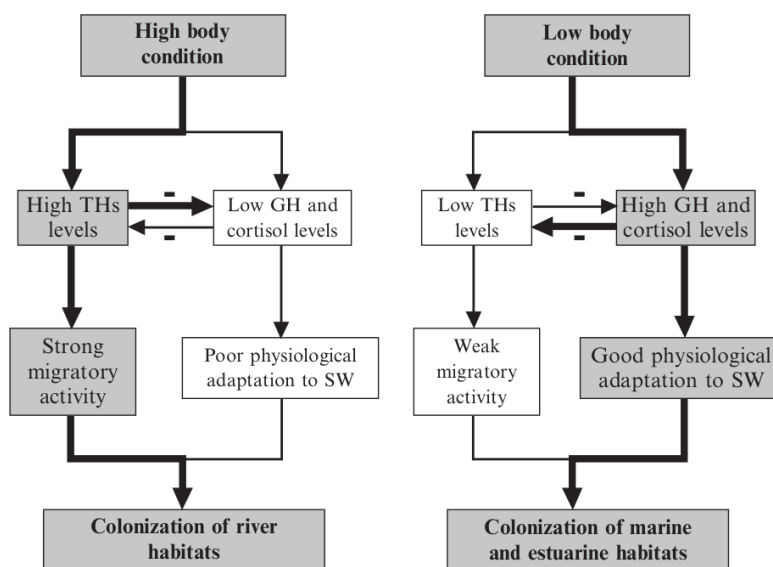 High body
condition
Low body
condition
-
-
High THs
levels
Low GH and
cortisol levels
-
-
Low THs
levels
High GH and
cortisol levels
Strong
migratory
activity
Poor physiological
adaptation to SW
Weak
migratory
activity
Good physiological
adaptation to SW
Colonization of river
habitats
Colonization of marine
and estuarine habitats